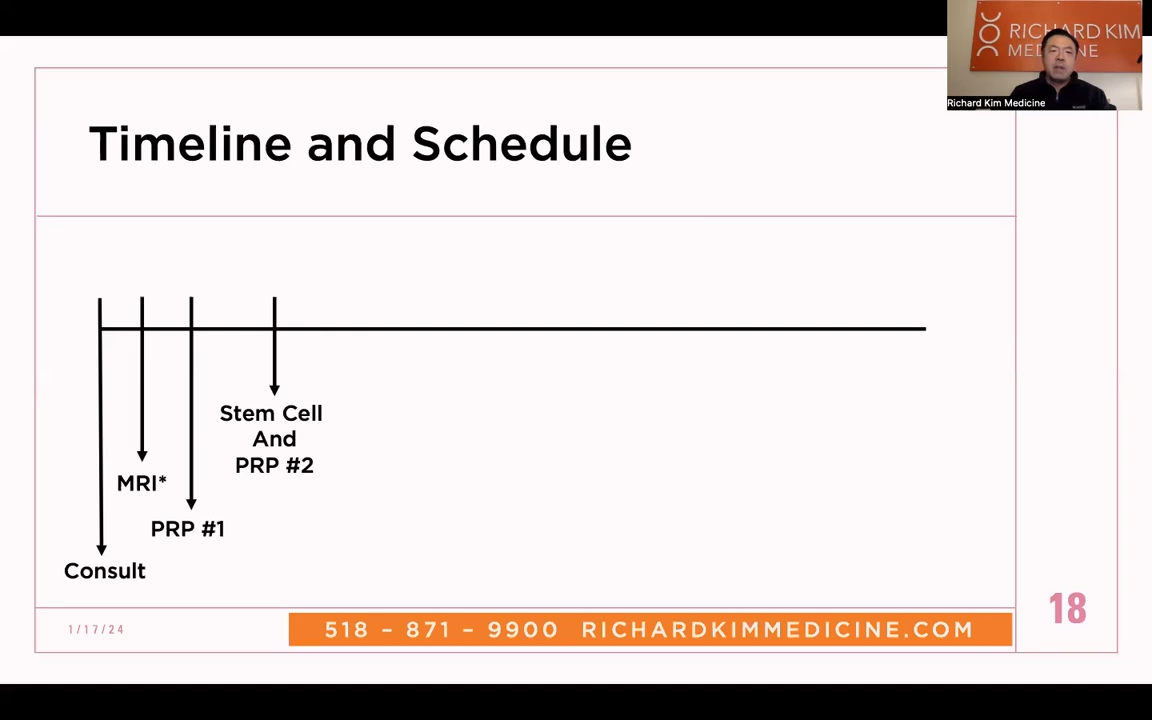 RICHARD KIM
MEDICINE
Richard Kim Medicine
Timeline and Schedule
Stem Cell
And
PRP #2
MRI*
PRP #1
Consult
1/17/24
518 - 871 - 9900 RICHARDKIMMEDICINE.COM
18